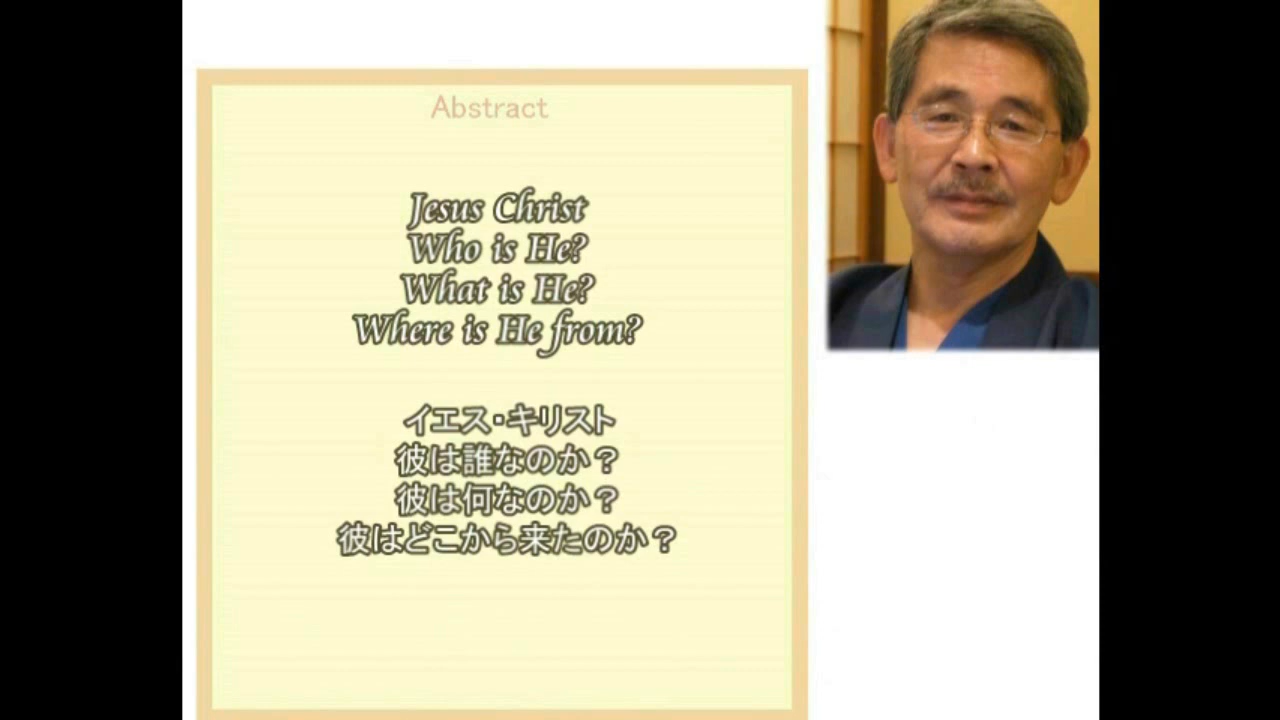 Abstract
Jesus Christ
Who is He?
What is He?
Where is He from?
イエス・キリスト
彼は誰なのか？
彼は何なのか？
彼はどこから来たのか？